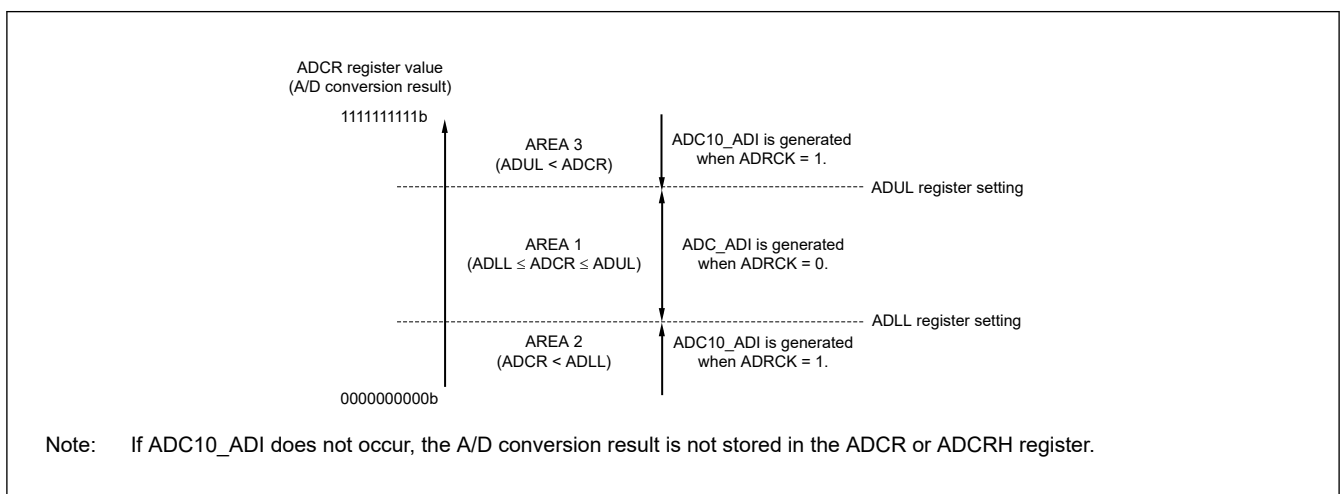 ADCR register value
(A/D conversion result)
1111111111b
AREA 3
(ADUL < ADCR)
ADC10_ADI is generated
when ADRCK = 1.
ADUL register setting
AREA 1
(ADLL ≤ ADCR ≤ ADUL)
ADC_ADI is generated
when ADRCK = 0.
ADLL register setting
AREA 2
(ADCR < ADLL)
ADC10_ADI is generated
when ADRCK = 1.
0000000000b
Note: If ADC10_ADI does not occur, the A/D conversion result is not stored in the ADCR or ADCRH register.